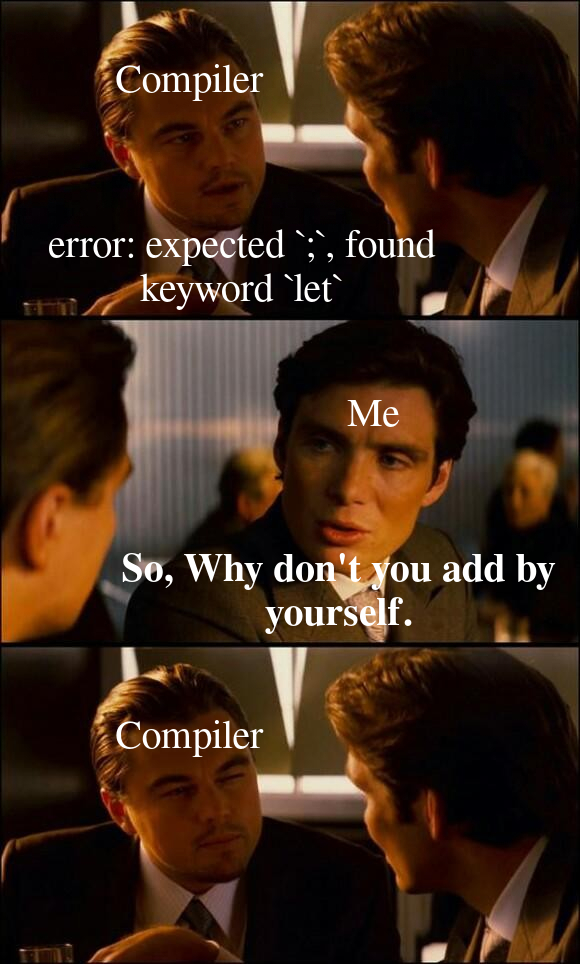 Compiler
error: expected `;`, found
keyword `let`
Me
So, Why don't you add by
yourself.
Compiler